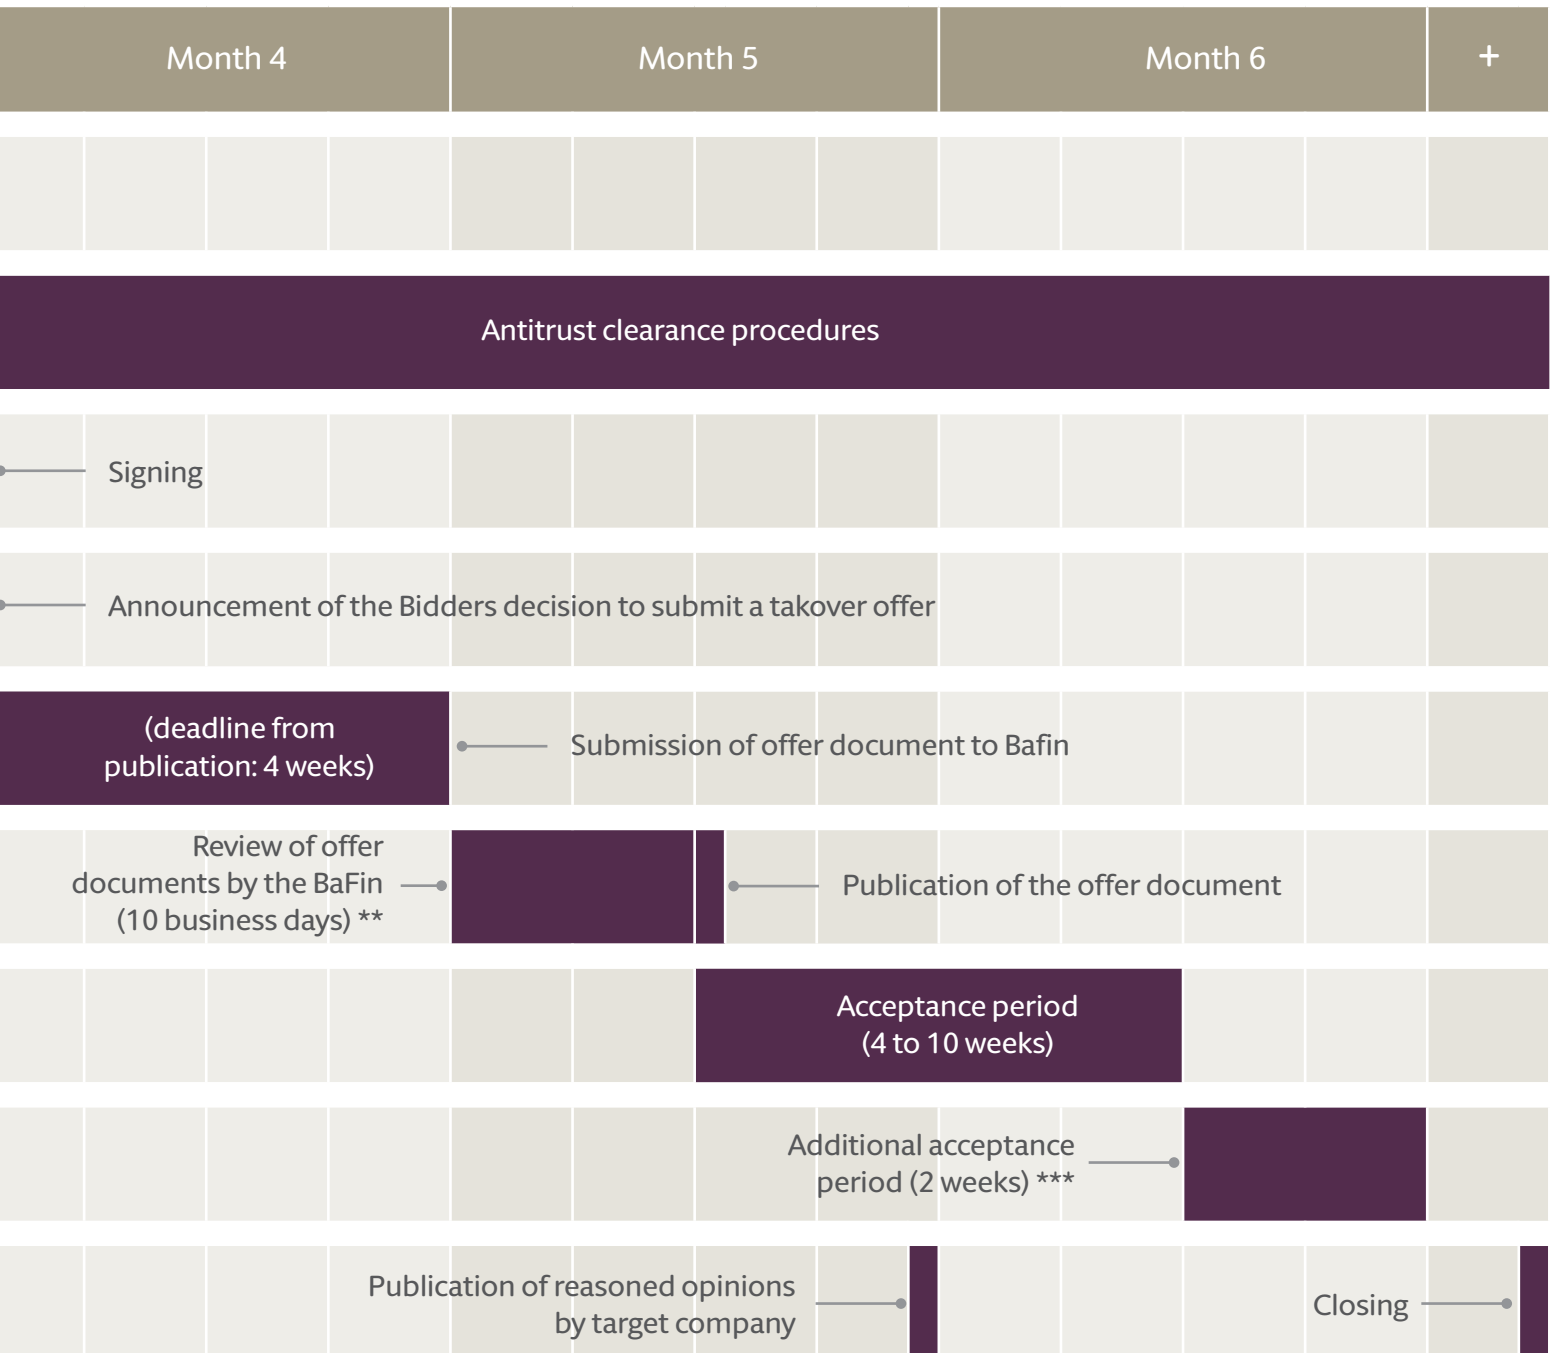 Month 4
Month 5
Month 6
+
Antitrust clearance procedures
Signing
Announcement of the Bidders decision to submit a takover offer
(deadline from
publication: 4 weeks)
Submission of offer document to Bafin
Review of offer
documents by the BaFin
(10 business days) **
Publication of the offer document
Acceptance period
(4 to 10 weeks)
Additional acceptance
period (2 weeks) ***
Publication of reasoned opinions
by target company
Closing